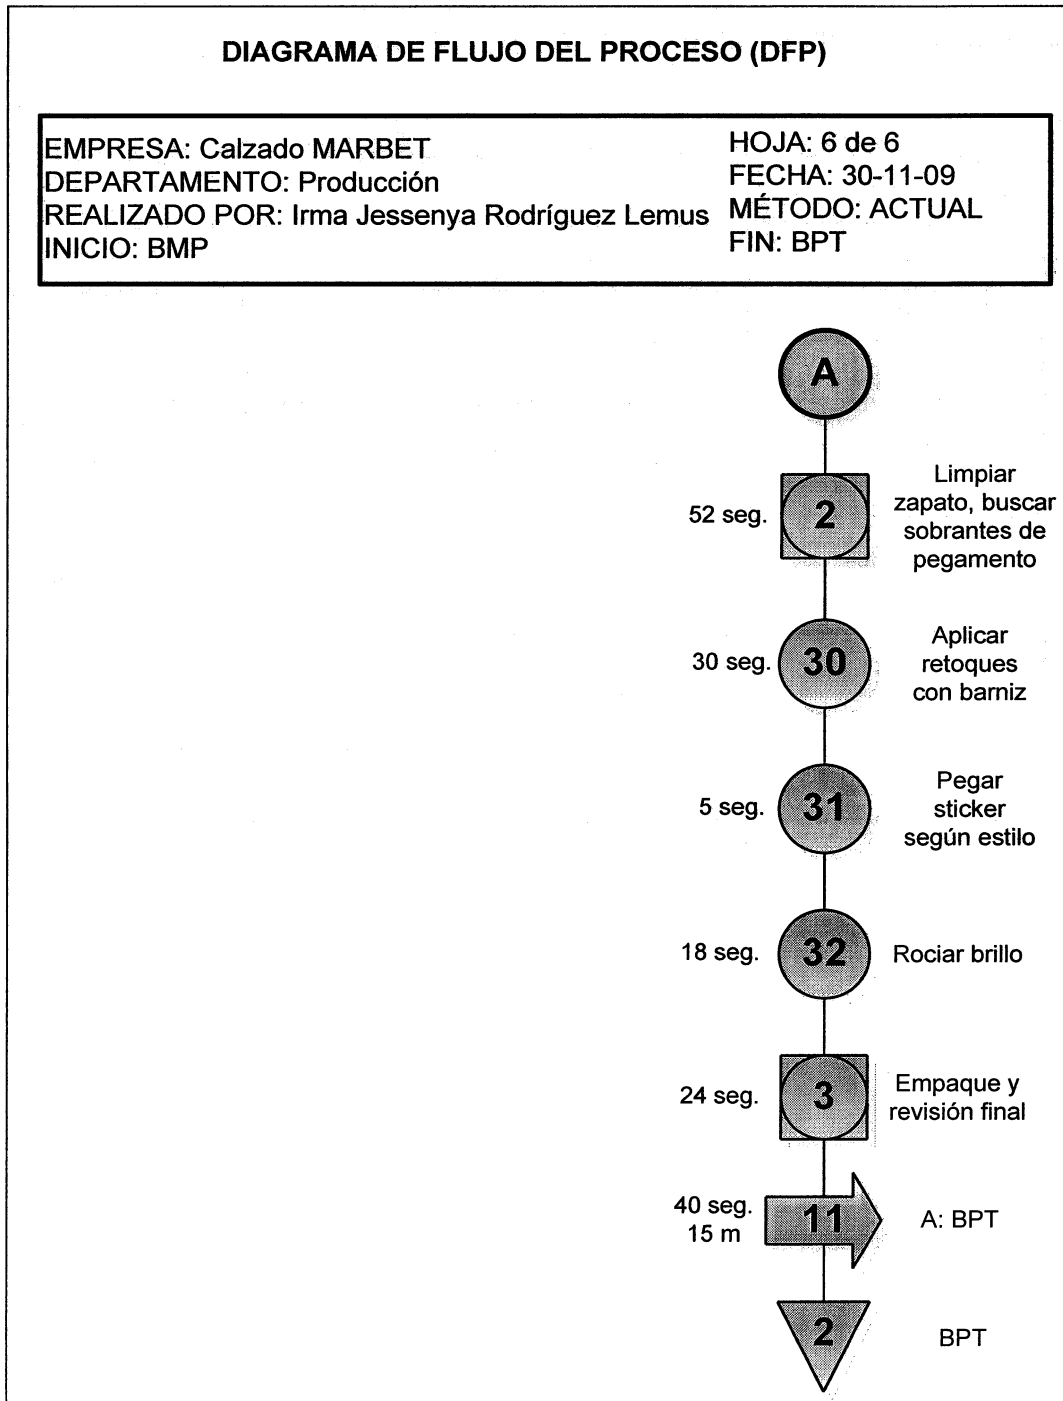 DIAGRAMA DE FLUJO DEL PROCESO (DFP)
EMPRESA: Calzado MARBET
DEPARTAMENTO: Producción
REALIZADO POR: Irma Jessenya Rodríguez Lemus
INICIO: BMP
HOJA: 6 de 6
FECHA: 30-11-09
MÉTODO: ACTUAL
FIN: BPT
A
52 seg.
2
Limpiar
zapato, buscar
sobrantes de
pegamento
30 seg.
30
Aplicar
retoques
con barniz
5 seg.
31
Pegar
sticker
según estilo
18 seg.
32
Rociar brillo
24 seg.
3
Empaque y
revisión final
40 seg.
15 m
11
A: BPT
2
BPT